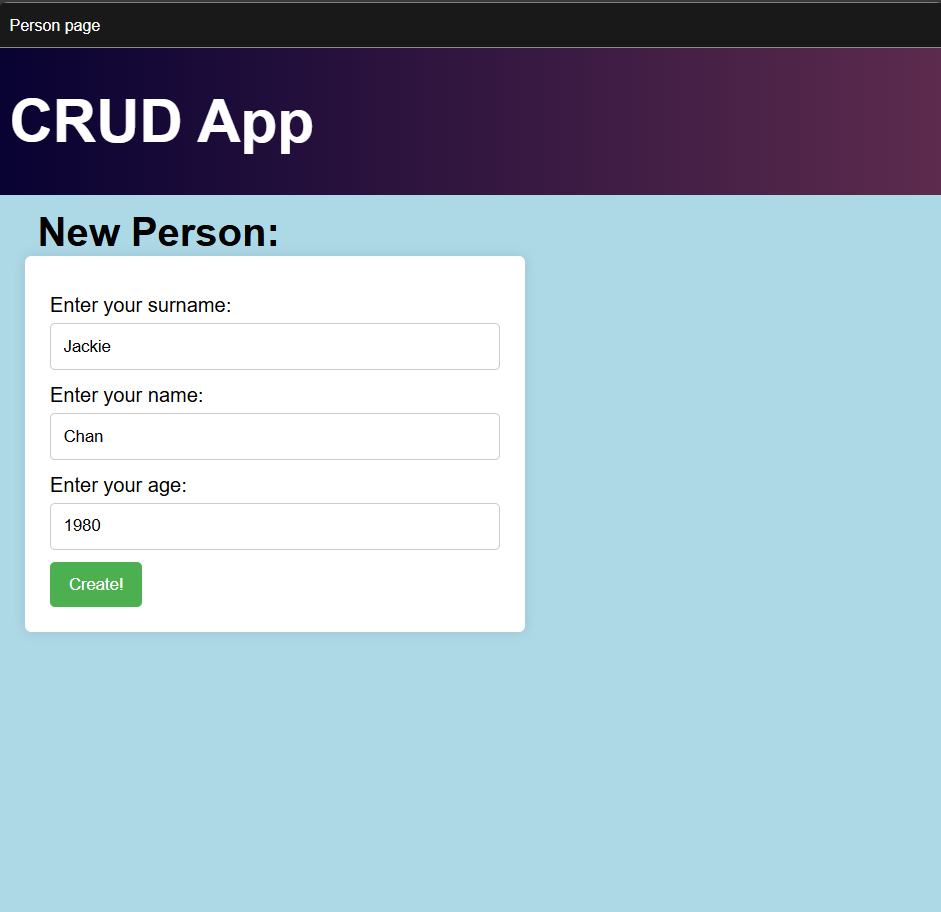 Person page
CRUD App
New Person:
Enter your surname:
Jackie
Enter your name:
Chan
Enter your age:
1980
Create!